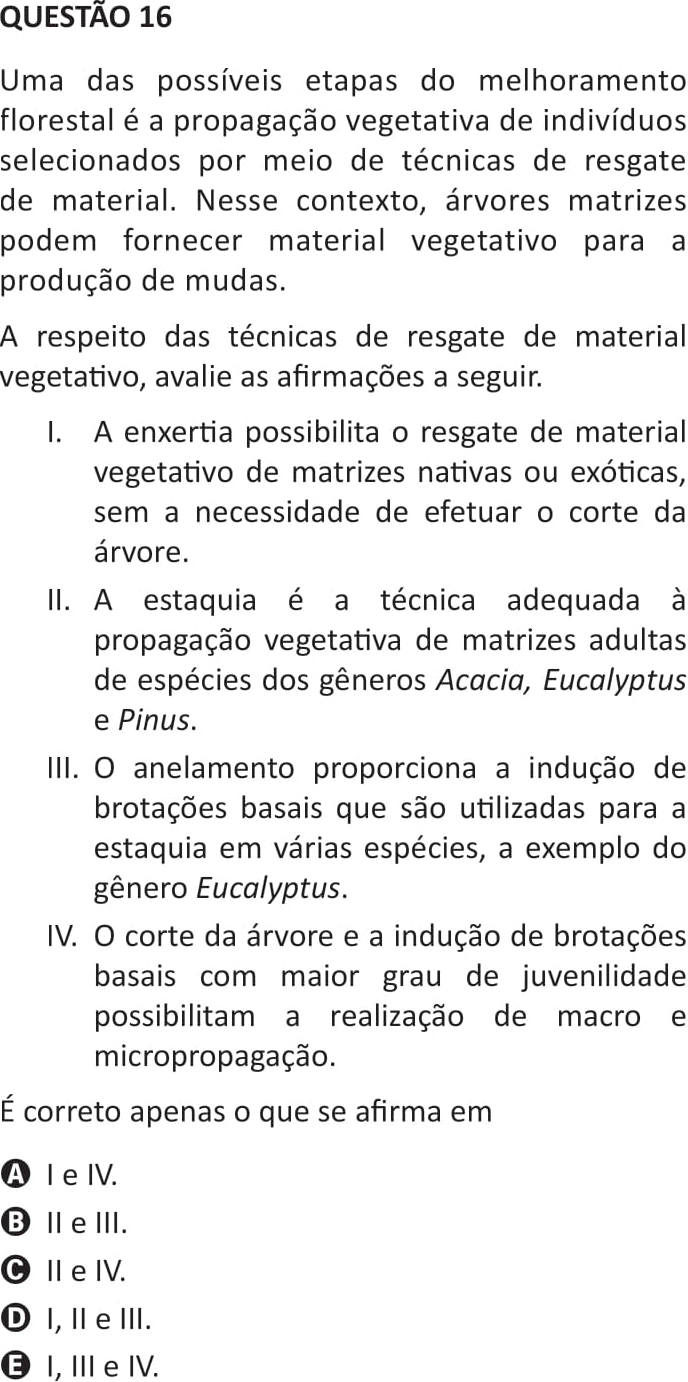 QUESTÃO 16
Uma das possíveis etapas do melhoramento
florestal é a propagação vegetativa de indivíduos
selecionados por meio de técnicas de resgate
de material. Nesse contexto, árvores matrizes
podem fornecer material vegetativo para a
produção de mudas.
A respeito das técnicas de resgate de material
vegetativo, avalie as afirmações a seguir.
I. A enxertia possibilita o resgate de material
vegetativo de matrizes nativas ou exóticas,
sem a necessidade de efetuar o corte da
árvore.
II. A estaquia é a técnica adequada à
propagação vegetativa de matrizes adultas
de espécies dos gêneros Acacia, Eucalyptus
e Pinus.
III. O anelamento proporciona a indução de
brotações basais que são utilizadas para a
estaquia em várias espécies, a exemplo do
gênero Eucalyptus.
IV. O corte da árvore e a indução de brotações
basais com maior grau de juvenilidade
possibilitam a realização de macro e
micropropagação.
É correto apenas o que se afirma em
A I e IV.
B II e III.
C II e IV.
D I, II e III.
E I, III e IV.